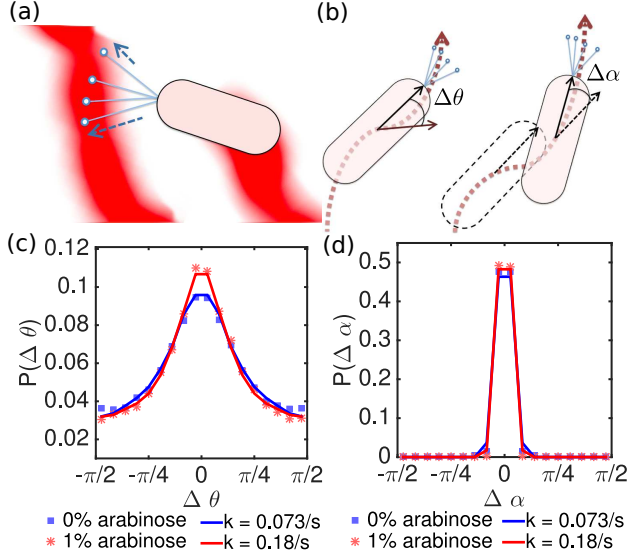 (a)
(b)
Δθ
Δα
(c)
(d)
0.12
0.1
0.08
0.06
0.04
0.02
P(Δ θ)
-π/2
-π/4
0
π/4
π/2
Δ θ
0.5
0.4
0.3
0.2
0.1
0
P(Δ α)
-π/2
-π/4
0
π/4
π/2
Δ α
0% arabinose
k = 0.073/s
1% arabinose
k = 0.18/s
0% arabinose
k = 0.073/s
1% arabinose
k = 0.18/s